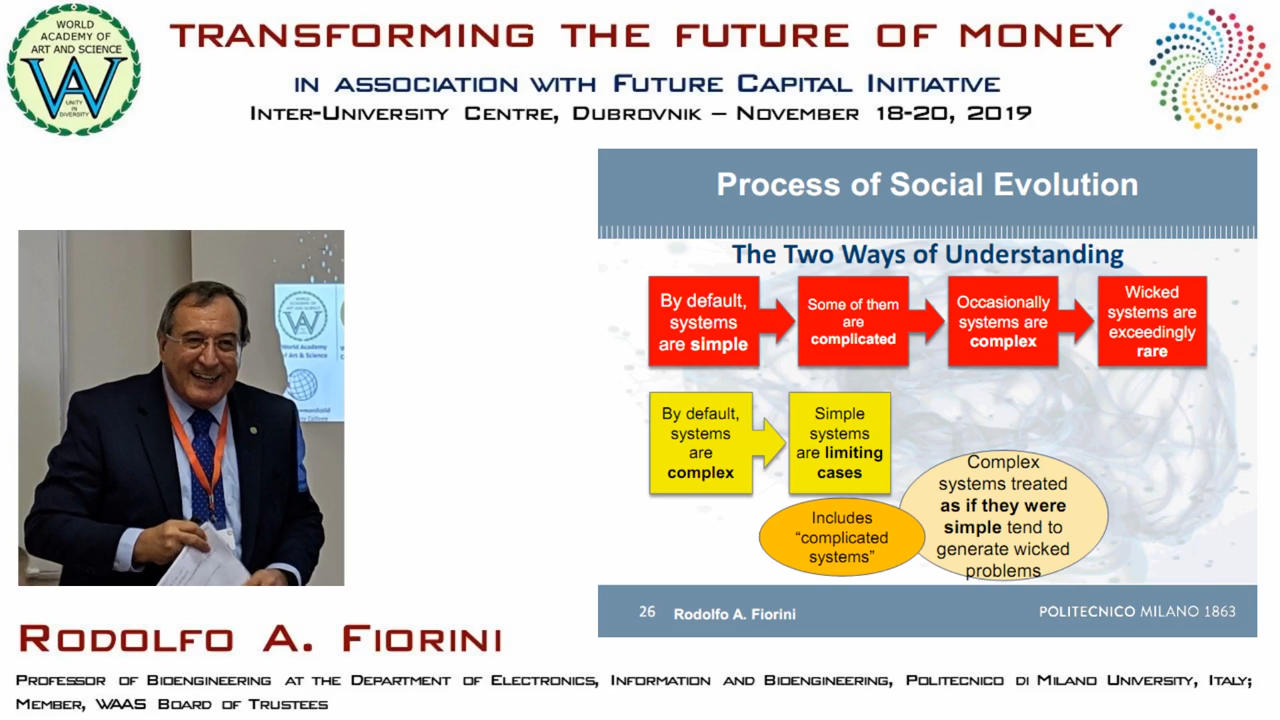 WORLD
ACADEMY OF
ART AND SCIENCE
UNITY
IN
DIVERSITY
TRANSFORMING THE FUTURE OF MONEY
IN ASSOCIATION WITH FUTURE CAPITAL INITIATIVE
INTER-UNIVERSITY CENTRE, DUBROVNIK – NOVEMBER 18-20, 2019
Process of Social Evolution
The Two Ways of Understanding
By default,
systems
are simple
Some of them
are
complicated
Occasionally
systems are
complex
Wicked
systems are
exceedingly
rare
By default,
systems
are
complex
Simple
systems
are limiting
cases
Includes
“complicated
systems”
Complex
systems treated
as if they were
simple tend to
generate wicked
problems
26 Rodolfo A. Fiorini POLITECNICO MILANO 1863
World Academy
Art & Science
RODOLFO A. FIORINI
PROFESSOR OF BIOENGINEERING AT THE DEPARTMENT OF ELECTRONICS, INFORMATION AND BIOENGINEERING, POLITECNICO DI MILANO UNIVERSITY, ITALY;
MEMBER, WAAS BOARD OF TRUSTEES